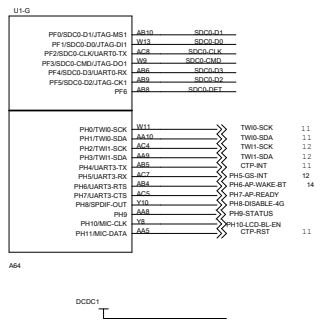 U1-G
PF0/SDC0-D1/JTAG-MS1 AB10 SDC0-D1
PF1/SDC0-D0/JTAG-DI1 W13 SDC0-D0
PF2/SDC0-CLK/UART0-TX AC8 SDC0-CLK
PF3/SDC0-CMD/JTAG-DO1 W9 SDC0-CMD
PF4/SDC0-D3/UART0-RX AB6 SDC0-D3
PF5/SDC0-D2/JTAG-CK1 AB9 SDC0-D2
PF6 AB8 SDC0-DET
PH0/TWI0-SCK W11 TWI0-SCK 11
PH1/TWI0-SDA AA10 TWI0-SDA 11
PH2/TWI1-SCK AC4 TWI1-SCK 12
PH3/TWI1-SDA AA9 TWI1-SDA 12
PH4/UART3-TX AB5 CTP-INT 11
PH5/UART3-RX AC7 PH5-GS-INT 12
PH6/UART3-RTS AB4 PH6-AP-WAKE-BT 14
PH7/UART3-CTS AC5 PH7-AP-READY
PH8/SPDIF-OUT Y10 PH8-DISABLE-4G
PH9 AA8 PH9-STATUS
PH10/MIC-CLK Y8 PH10-LCD-BL-EN
PH11/MIC-DATA AA5 CTP-RST 11
A64
DCDC1